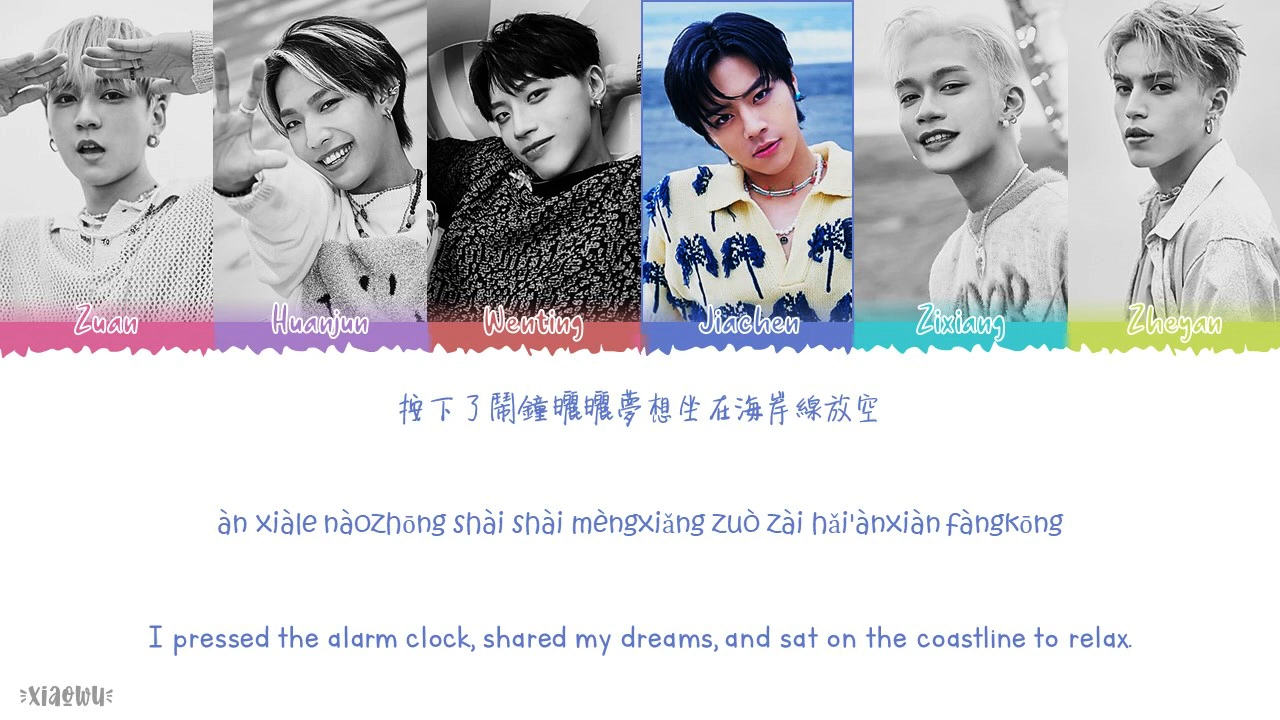 Zuan
Huanjun
Wenting
Jiachen
Zixiang
Zheyan
按下了鬧鐘曬曬夢想坐在海岸線放空
àn xiàle nàozhōng shài shài mèngxiǎng zuò zài hǎi'ànxiàn fàngkōng
I pressed the alarm clock, shared my dreams, and sat on the coastline to relax.
xiaowu